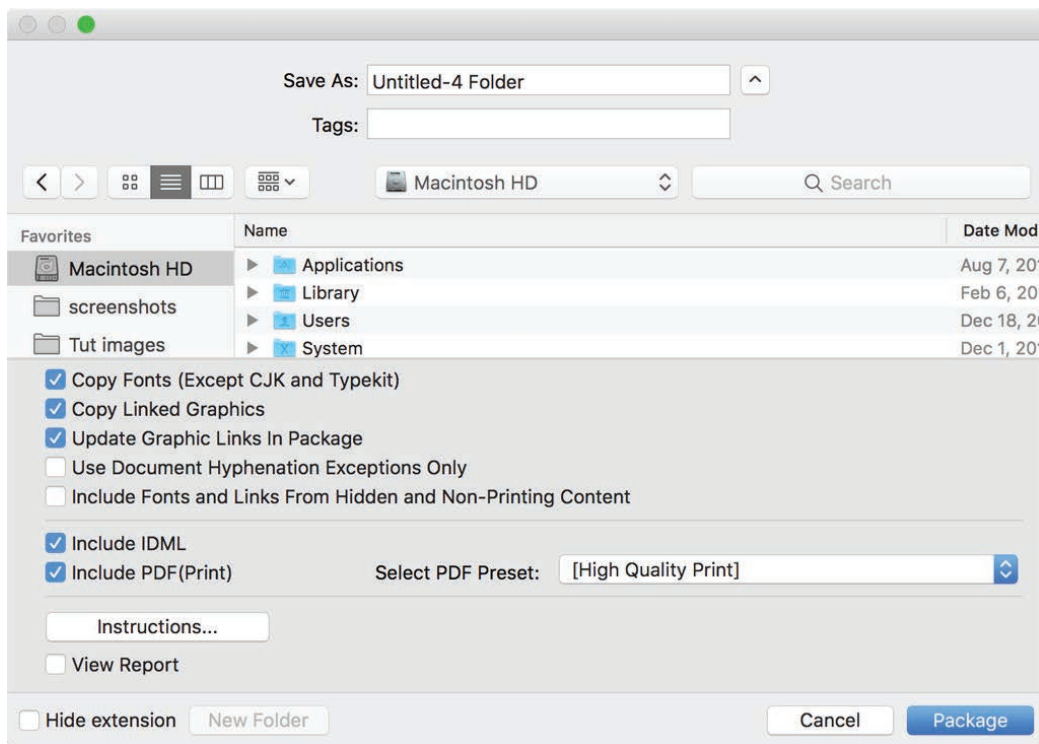 Save As: Untitled-4 Folder
Tags:
Macintosh HD Search
Favorites Name Date Mod
Macintosh HD Applications Aug 7, 201
screenshots Library Feb 6, 20
Users Dec 18, 20
Tut images System Dec 1, 201
Copy Fonts (Except CJK and Typekit)
Copy Linked Graphics
Update Graphic Links In Package
Use Document Hyphenation Exceptions Only
Include Fonts and Links From Hidden and Non-Printing Content
Include IDML
Include PDF(Print) Select PDF Preset: [High Quality Print]
Instructions...
View Report
Hide extension New Folder Cancel Package